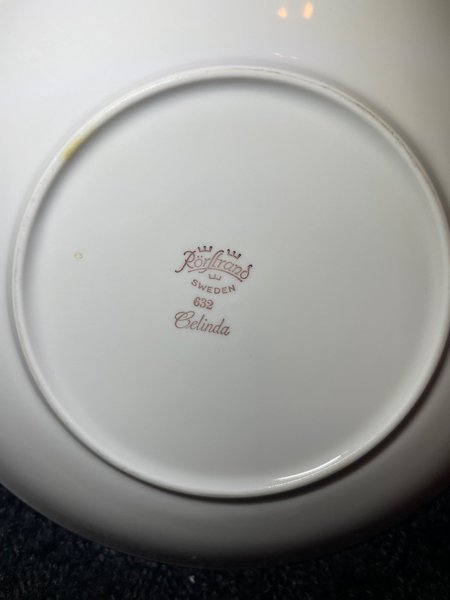 Rörstrand
SWEDEN
632
Celinda